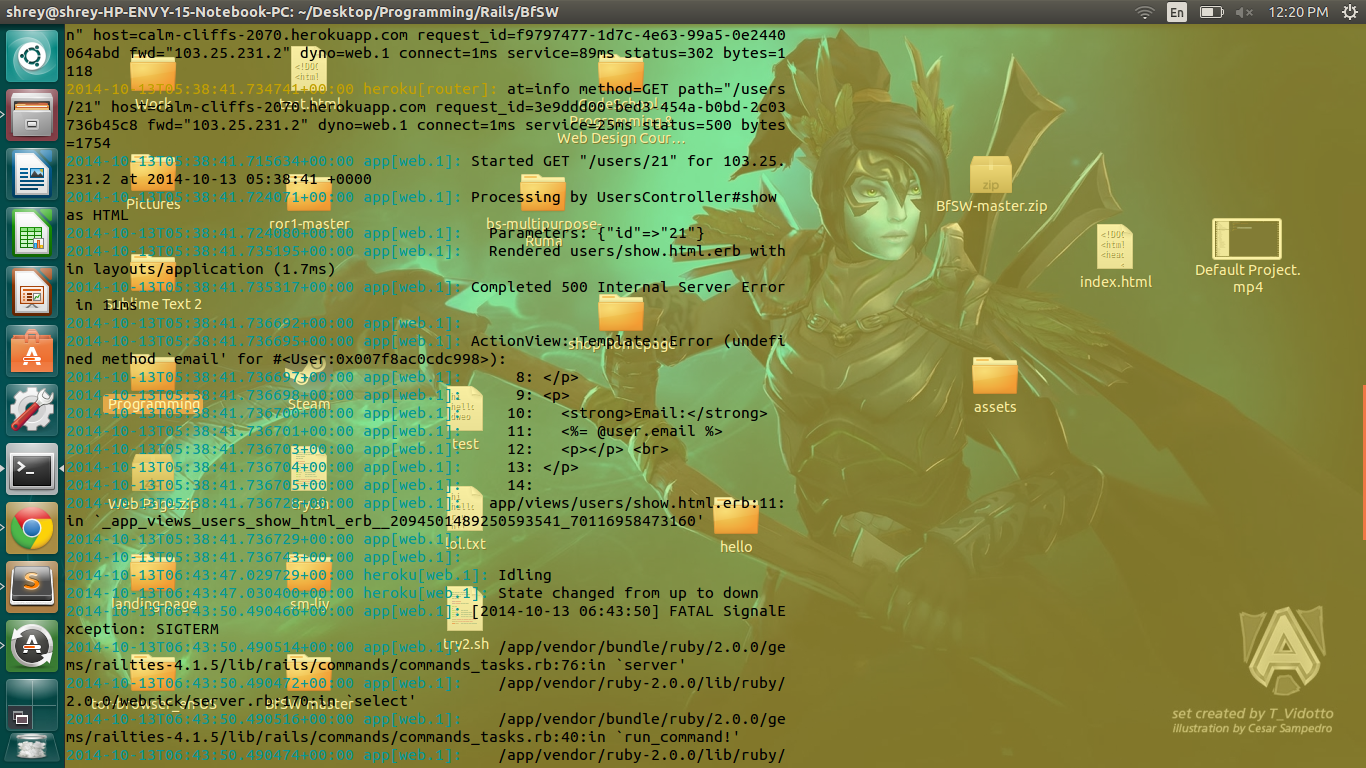 shrey@shrey-HP-ENVY-15-Notebook-PC: ~/Desktop/Programming/Rails/BfSW
En
12:20 PM
n" host=calm-cliffs-2070.herokuapp.com request_id=f9797477-1d7c-4e63-99a5-0e2440
064abd fwd="103.25.231.2" dyno=web.1 connect=1ms service=89ms status=302 bytes=1
118
2014-10-13T05:38:41.734741+00:00 heroku[router]: at=info method=GET path="/users
/21" host=calm-cliffs-2070.herokuapp.com request_id=3e9ddd00-bed3-454a-b0bd-2c03
736b45c8 fwd="103.25.231.2" dyno=web.1 connect=1ms service=25ms status=500 bytes
=1754
2014-10-13T05:38:41.715634+00:00 app[web.1]: Started GET "/users/21" for 103.25.
231.2 at 2014-10-13 05:38:41 +0000
2014-10-13T05:38:41.724071+00:00 app[web.1]: Processing by UsersController#show
as HTML
2014-10-13T05:38:41.724080+00:00 app[web.1]:   Parameters: {"id"=>"21"}
2014-10-13T05:38:41.735195+00:00 app[web.1]:   Rendered users/show.html.erb with
in layouts/application (1.7ms)
2014-10-13T05:38:41.735317+00:00 app[web.1]: Completed 500 Internal Server Error
in 11ms
2014-10-13T05:38:41.736692+00:00 app[web.1]:
2014-10-13T05:38:41.736695+00:00 app[web.1]: ActionView::Template::Error (undefi
ned method `email' for #<User:0x007f8ac0cdc998>):
2014-10-13T05:38:41.736697+00:00 app[web.1]:      8: </p>
2014-10-13T05:38:41.736698+00:00 app[web.1]:      9: <p>
2014-10-13T05:38:41.736700+00:00 app[web.1]:     10:   <strong>Email:</strong>
2014-10-13T05:38:41.736701+00:00 app[web.1]:     11:   <%= @user.email %>
2014-10-13T05:38:41.736703+00:00 app[web.1]:     12:   <p></p> <br>
2014-10-13T05:38:41.736704+00:00 app[web.1]:     13: </p>
2014-10-13T05:38:41.736705+00:00 app[web.1]:     14:
2014-10-13T05:38:41.736728+00:00 app[web.1]:   app/views/users/show.html.erb:11:
in `_app_views_users_show_html_erb__2094501489250593541_70116958473160'
2014-10-13T05:38:41.736729+00:00 app[web.1]:
2014-10-13T05:38:41.736743+00:00 app[web.1]:
2014-10-13T06:43:47.029729+00:00 heroku[web.1]: Idling
2014-10-13T06:43:47.030400+00:00 heroku[web.1]: State changed from up to down
2014-10-13T06:43:50.490466+00:00 app[web.1]: [2014-10-13 06:43:50] FATAL SignalE
xception: SIGTERM
2014-10-13T06:43:50.490514+00:00 app[web.1]:    /app/vendor/bundle/ruby/2.0.0/ge
ms/railties-4.1.5/lib/rails/commands/commands_tasks.rb:76:in `server'
2014-10-13T06:43:50.490472+00:00 app[web.1]:    /app/vendor/ruby-2.0.0/lib/ruby/
2.0.0/webrick/server.rb:170:in `select'
2014-10-13T06:43:50.490516+00:00 app[web.1]:    /app/vendor/bundle/ruby/2.0.0/ge
ms/railties-4.1.5/lib/rails/commands/commands_tasks.rb:40:in `run_command!'
2014-10-13T06:43:50.490474+00:00 app[web.1]:    /app/vendor/ruby-2.0.0/lib/ruby/
Work
test.html
Programming &
Web Design Cour...
Pictures
ror1-master
bs-multipurpose-
Ruma
Sublime Text 2
shop-homepage
Programming
Steam
test
lol.txt
hello
landing-page
sm-liv
try2.sh
BfSW-master
zip
BfSW-master.zip
index.html
Default Project.
mp4
assets
set created by T_Vidotto
illustration by Cesar Sampedro